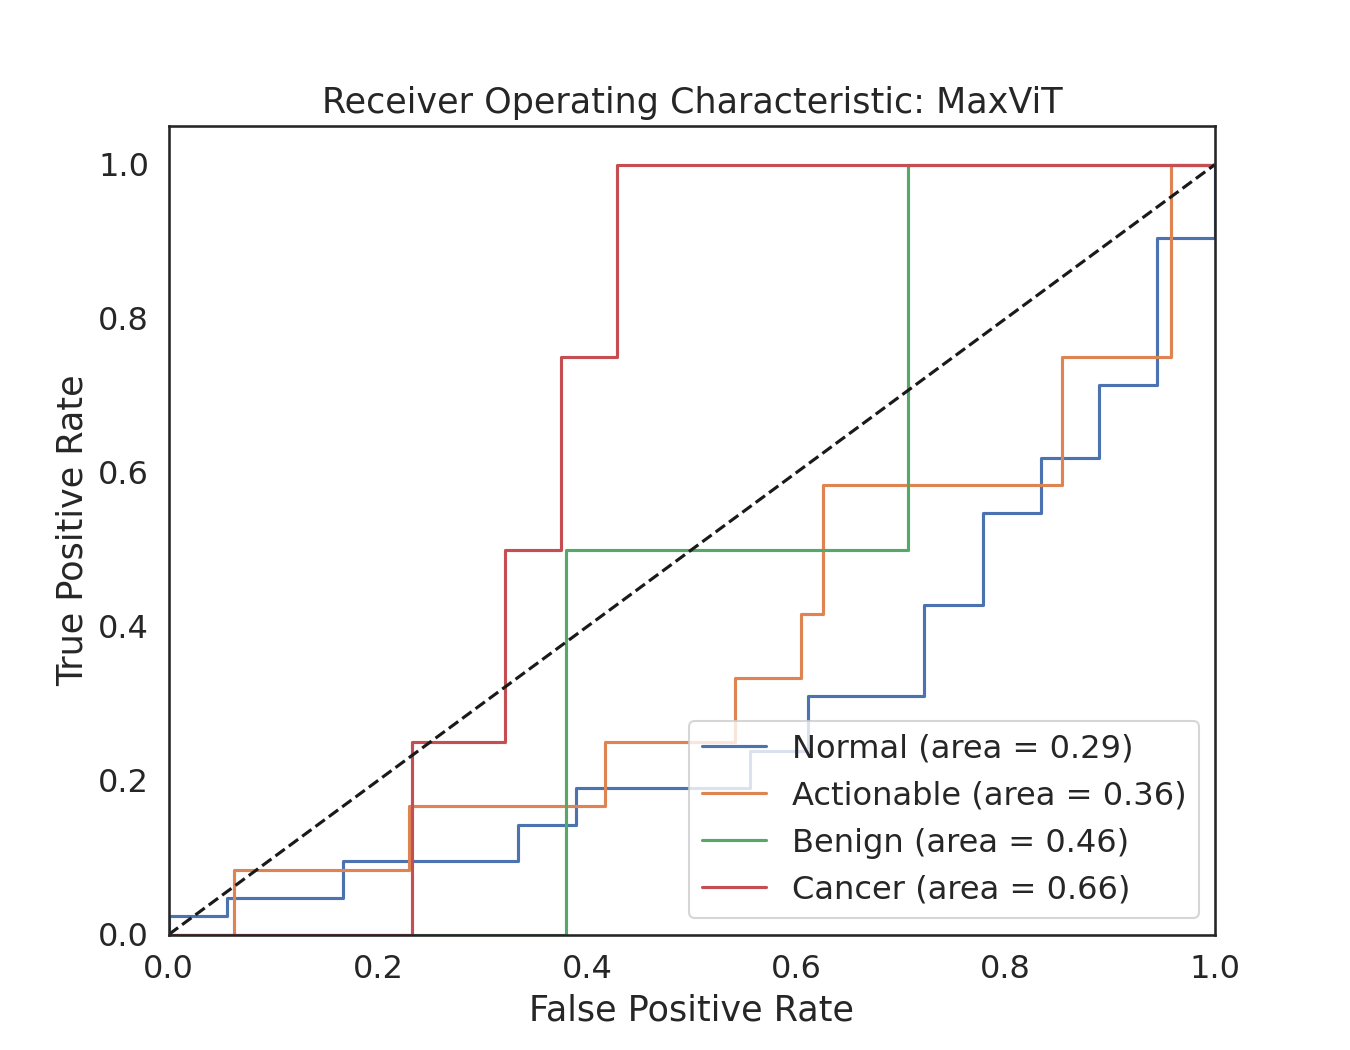 Receiver Operating Characteristic: MaxViT
1.0
0.8
0.6
0.4
0.2
0.0
True Positive Rate
Normal (area = 0.29)
Actionable (area = 0.36)
Benign (area = 0.46)
Cancer (area = 0.66)
0.0 0.2 0.4 0.6 0.8 1.0
False Positive Rate